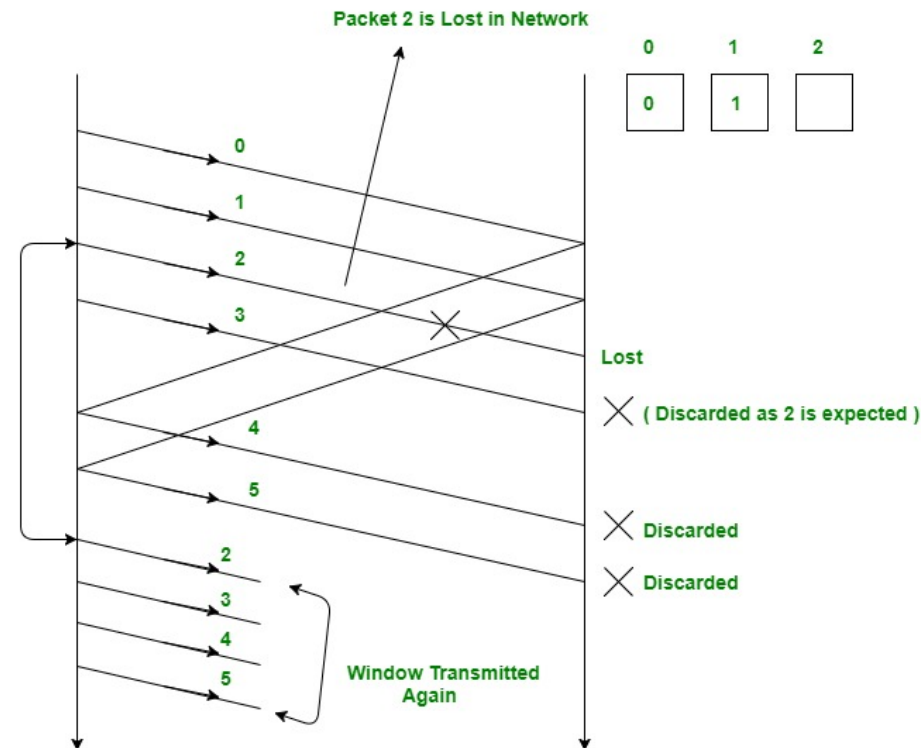 Packet 2 is Lost in Network
0 1 2
0 1
0
1
2
3
Lost
( Discarded as 2 is expected )
4
5
Discarded
Discarded
2
3
4
5
Window Transmitted
Again